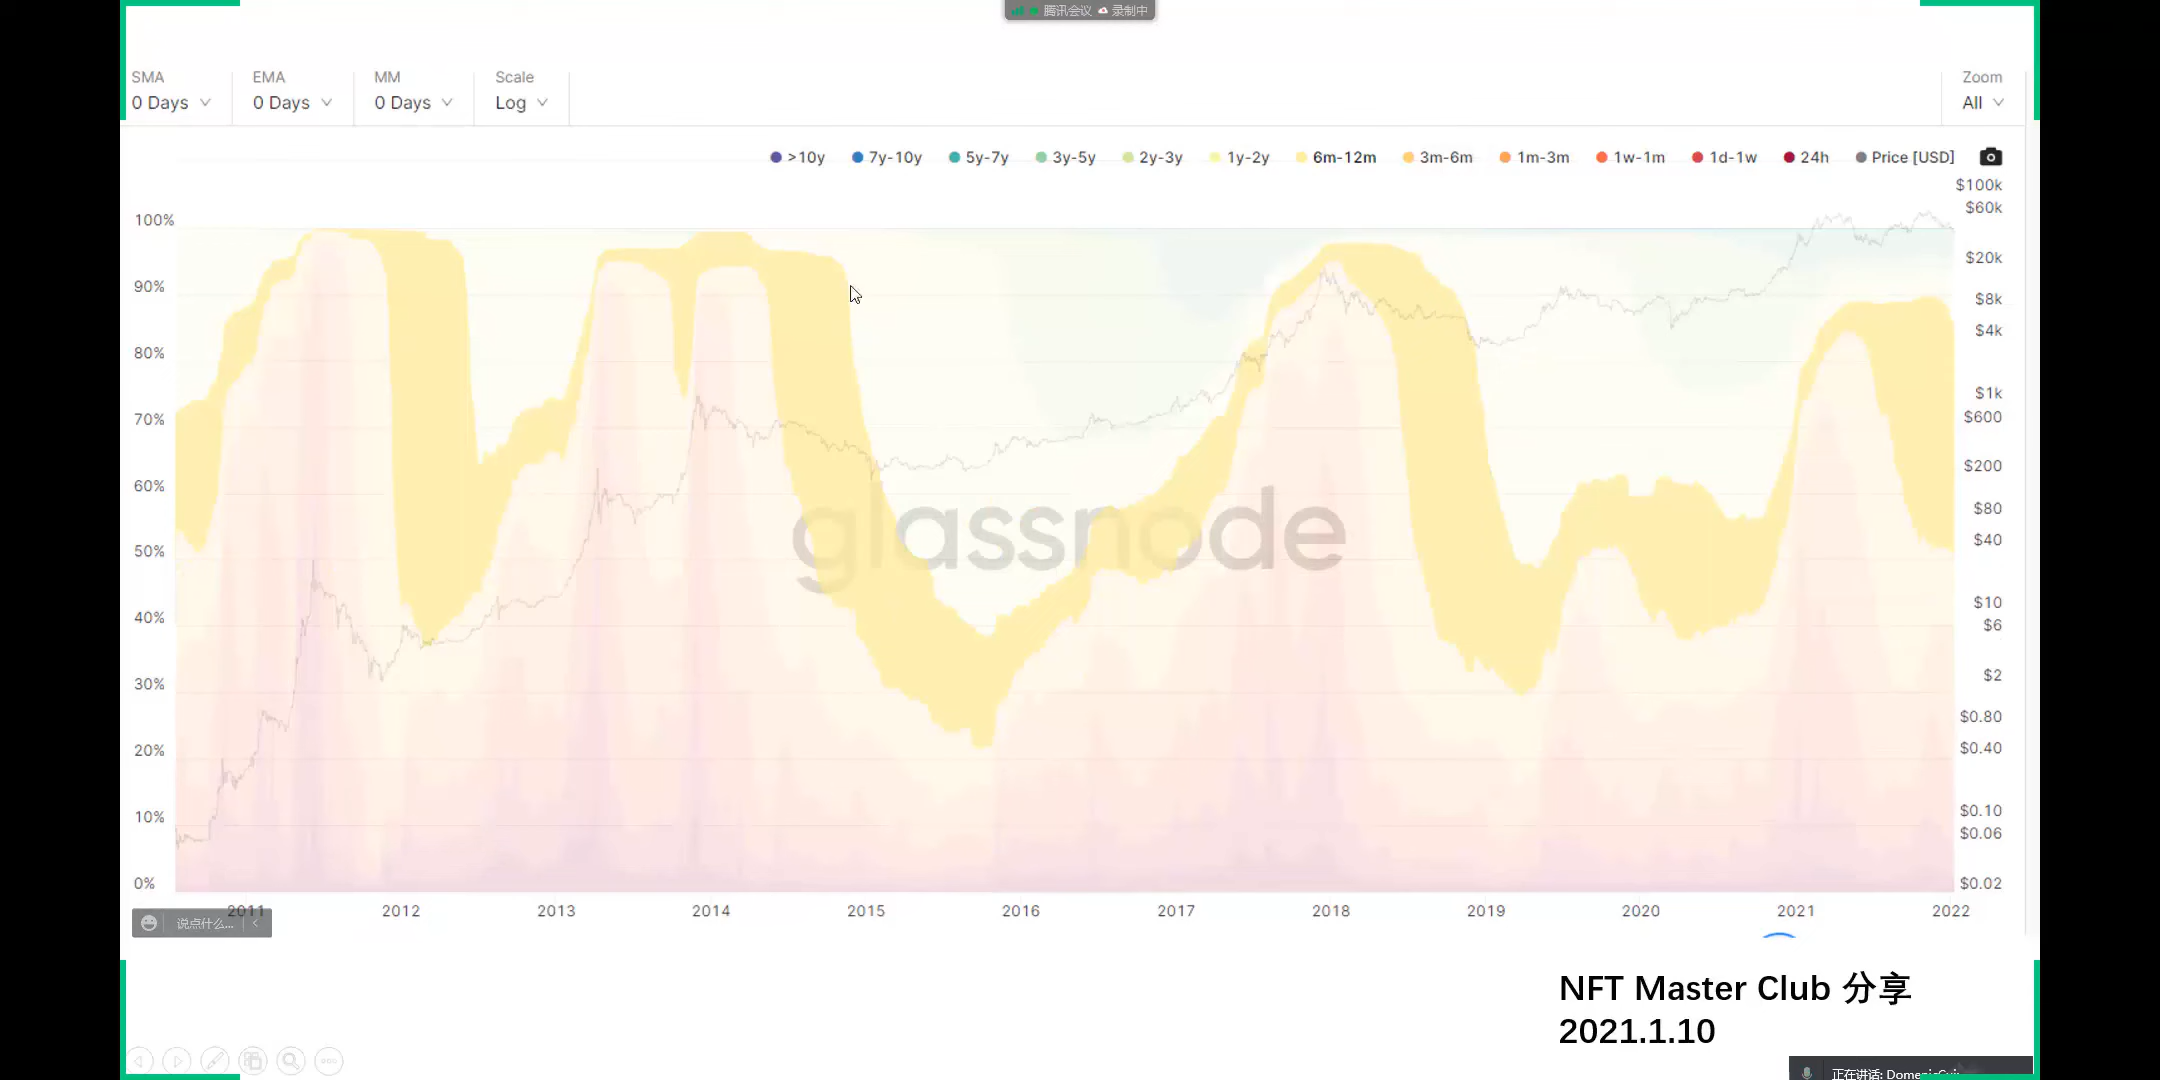 腾讯会议 录制中
SMA EMA MM Scale Zoom
0 Days 0 Days 0 Days Log All
>10y 7y-10y 5y-7y 3y-5y 2y-3y 1y-2y 6m-12m 3m-6m 1m-3m 1w-1m 1d-1w 24h Price [USD]
$100k
$60k
100%
$20k
90%
$8k
$4k
80%
$1k
70%
$600
$200
60%
$80
glassnode
$40
50%
$10
40%
$6
30%
$2
$0.80
20%
$0.40
10%
$0.10
$0.06
0%
$0.02
2011 2012 2013 2014 2015 2016 2017 2018 2019 2020 2021 2022
说点什么...
NFT Master Club 分享
2021.1.10
正在讲话: